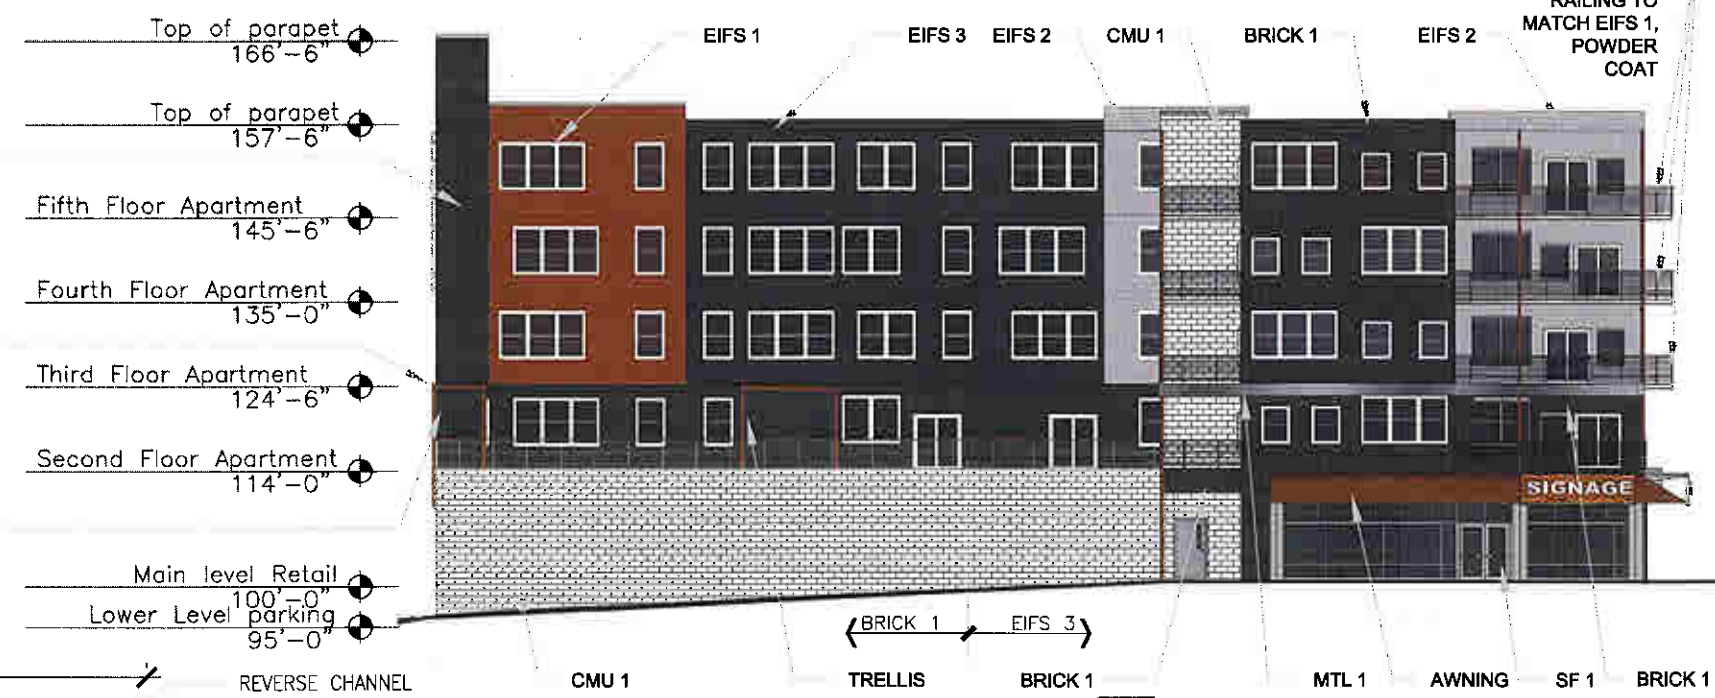 RAILING TO
MATCH EIFS 1,
POWDER
COAT
EIFS 1
EIFS 3
EIFS 2
CMU 1
BRICK 1
EIFS 2
Top of parapet
166'-6"
Top of parapet
157'-6"
Fifth Floor Apartment
145'-6"
Fourth Floor Apartment
135'-0"
Third Floor Apartment
124'-6"
Second Floor Apartment
114'-0"
Main level Retail
100'-0"
Lower Level parking
95'-0"
SIGNAGE
BRICK 1
EIFS 3
REVERSE CHANNEL
CMU 1
TRELLIS
BRICK 1
MTL 1
AWNING
SF 1
BRICK 1